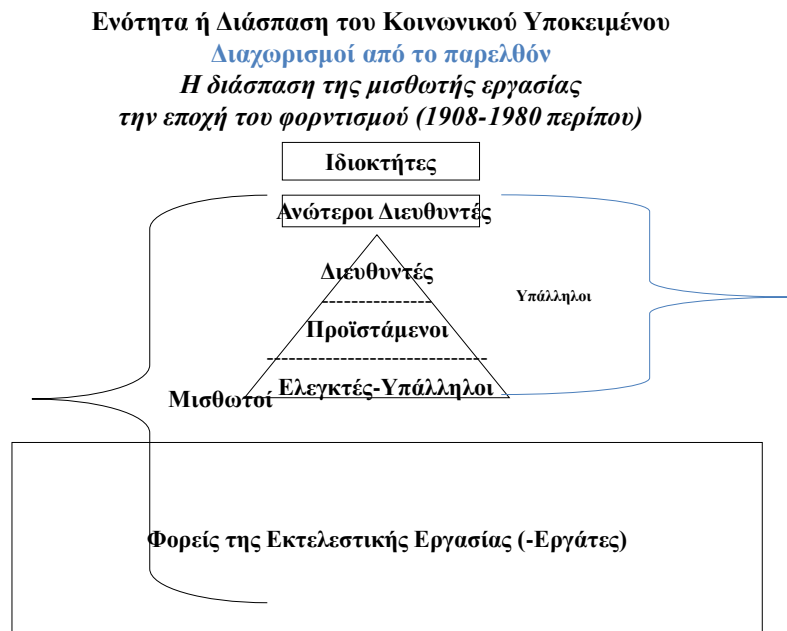 Ενότητα ή Διάσπαση του Κοινωνικού Υποκειμένου
Διαχωρισμοί από το παρελθόν
Η διάσπαση της μισθωτής εργασίας
την εποχή του φορντισμού (1908-1980 περίπου)
Ιδιοκτήτες
Ανώτεροι Διευθυντές
Διευθυντές
Υπάλληλοι
Προϊστάμενοι
Ελεγκτές-Υπάλληλοι
Μισθωτοί
Φορείς της Εκτελεστικής Εργασίας (-Εργάτες)